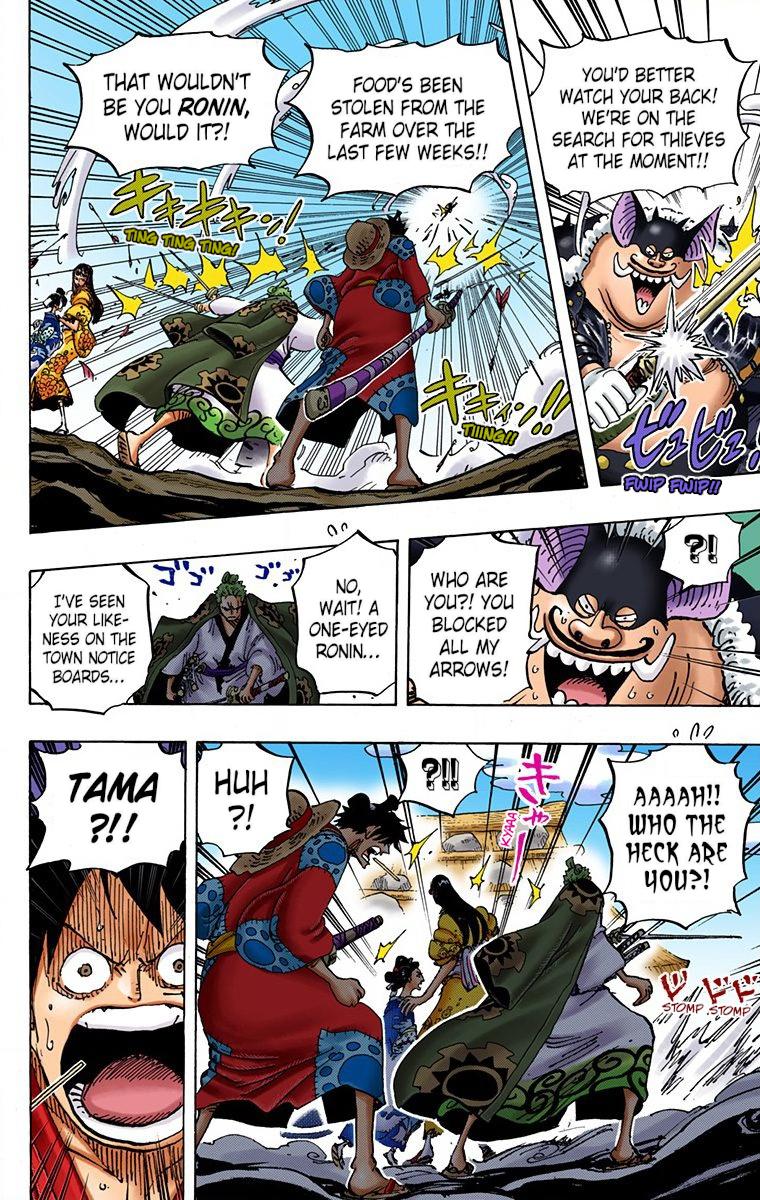 YOU'D BETTER
WATCH YOUR BACK!
WE'RE ON THE
SEARCH FOR THIEVES
AT THE MOMENT!!
ビュビュ!
FWIP FWIP!!
FOOD'S BEEN
STOLEN FROM THE
FARM OVER THE
LAST FEW WEEKS!!
THAT WOULDN'T
BE YOU RONIN,
WOULD IT?!
キキキキン!
TING TING TING!
キキィン!!
TIIING!!
?!
WHO ARE
YOU?! YOU
BLOCKED
ALL MY
ARROWS!
NO,
WAIT! A
ONE-EYED
RONIN...
ゴゴゴゴ
I'VE SEEN
YOUR LIKE-
NESS ON THE
TOWN NOTICE
BOARDS...
AAAAH!!
WHO THE
HECK ARE
YOU?!
きゃー
KYAAA
?!!
HUH
?!
ドドド
STOMP STOMP
TAMA
?!!